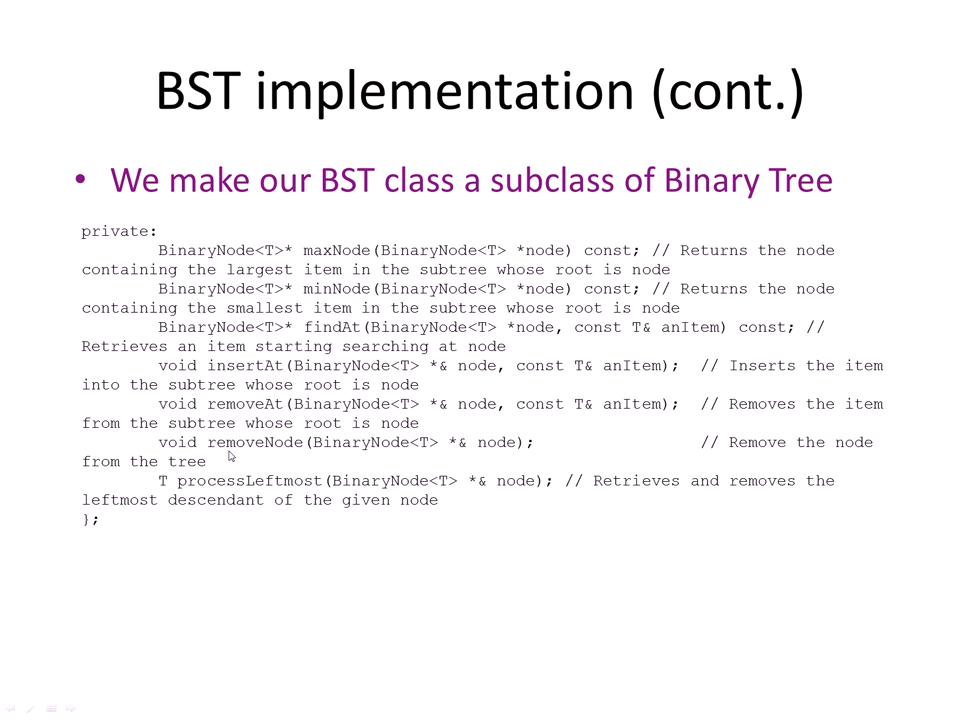 BST implementation (cont.)
• We make our BST class a subclass of Binary Tree
private:
BinaryNode<T>* maxNode(BinaryNode<T> *node) const; // Returns the node
containing the largest item in the subtree whose root is node
BinaryNode<T>* minNode(BinaryNode<T> *node) const; // Returns the node
containing the smallest item in the subtree whose root is node
BinaryNode<T>* findAt(BinaryNode<T> *node, const T& anItem) const; //
Retrieves an item starting searching at node
void insertAt(BinaryNode<T> *& node, const T& anItem); // Inserts the item
into the subtree whose root is node
void removeAt(BinaryNode<T> *& node, const T& anItem); // Removes the item
from the subtree whose root is node
void removeNode(BinaryNode<T> *& node); // Remove the node
from the tree
T processLeftmost(BinaryNode<T> *& node); // Retrieves and removes the
leftmost descendant of the given node
};